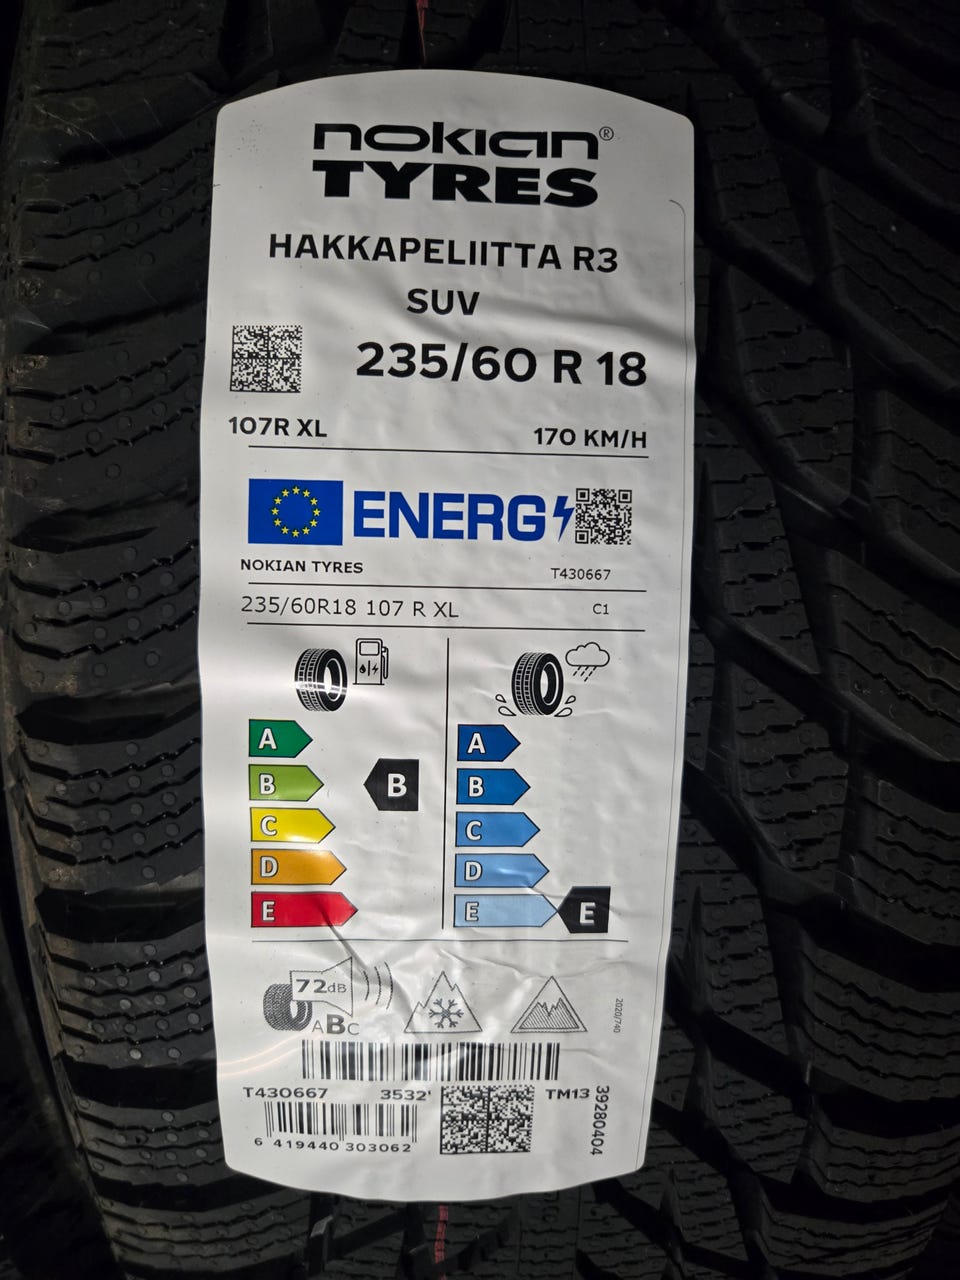 nokian®
TYRES
HAKKAPELIITTA R3
SUV
235/60 R 18
107R XL 170 KM/H
ENERG
NOKIAN TYRES T430667
235/60R18 107 R XL C1
A A
B B B
C C
D D
E E E
72dB
ABC
2020/740
T430667 3532' TM13
6 419440 303062
39280404